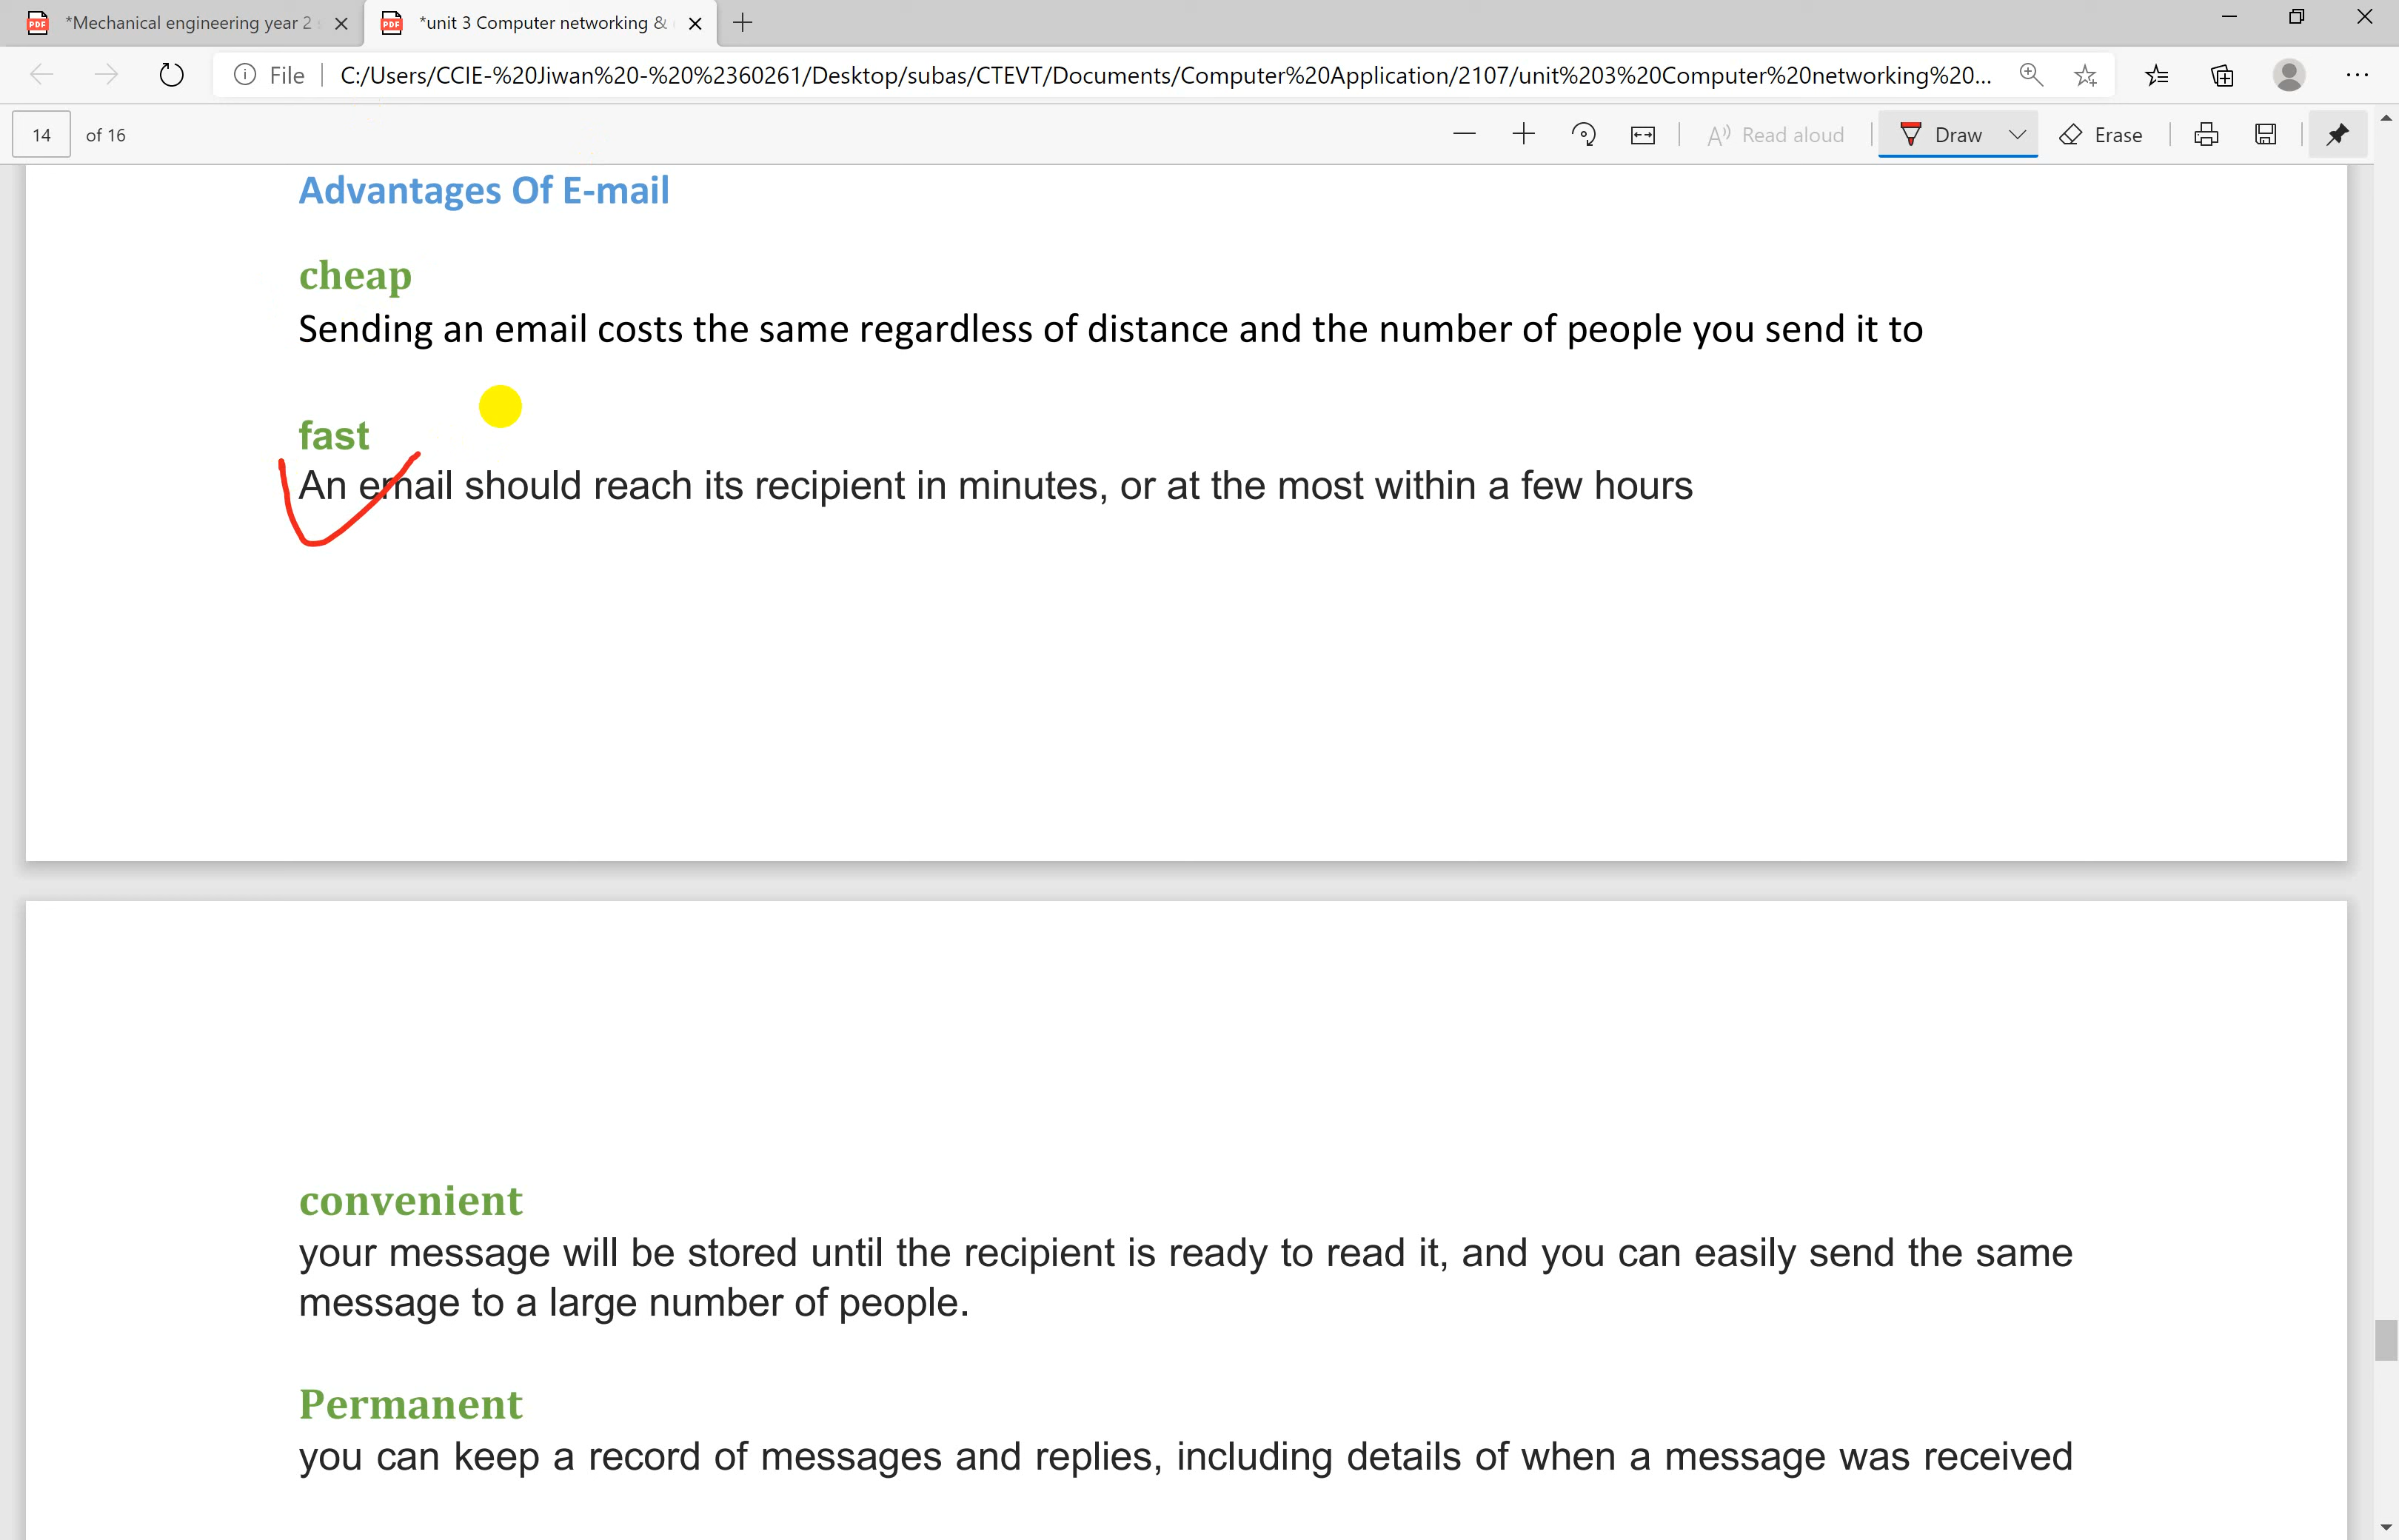 *Mechanical engineering year 2
*unit 3 Computer networking &
File
C:/Users/CCIE-%20Jiwan%20-%20%2360261/Desktop/subas/CTEVT/Documents/Computer%20Application/2107/unit%203%20Computer%20networking%20...
14 of 16
Read aloud
Draw
Erase
Advantages Of E-mail
cheap
Sending an email costs the same regardless of distance and the number of people you send it to
fast
An email should reach its recipient in minutes, or at the most within a few hours
convenient
your message will be stored until the recipient is ready to read it, and you can easily send the same
message to a large number of people.
Permanent
you can keep a record of messages and replies, including details of when a message was received